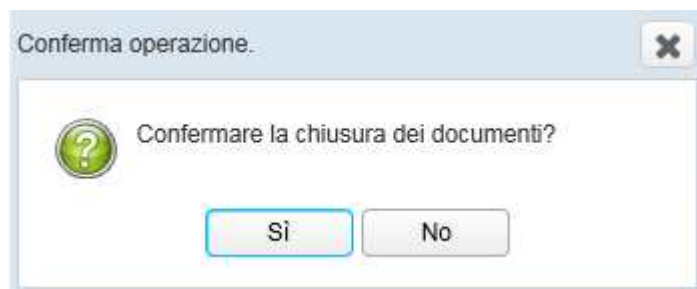 Conferma operazione.
Confermare la chiusura dei documenti?
Sì
No